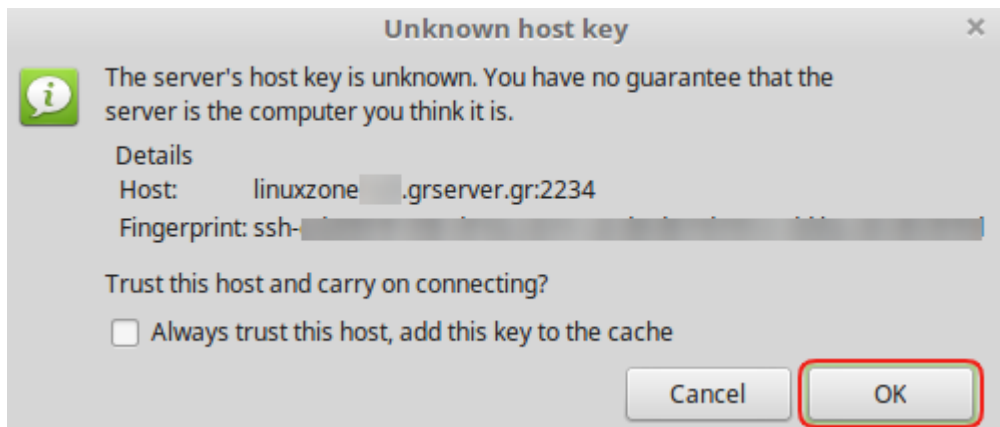 Unknown host key
The server's host key is unknown. You have no guarantee that the
server is the computer you think it is.
Details
Host: linuxzone .grserver.gr:2234
Fingerprint: ssh-
Trust this host and carry on connecting?
Always trust this host, add this key to the cache
Cancel OK